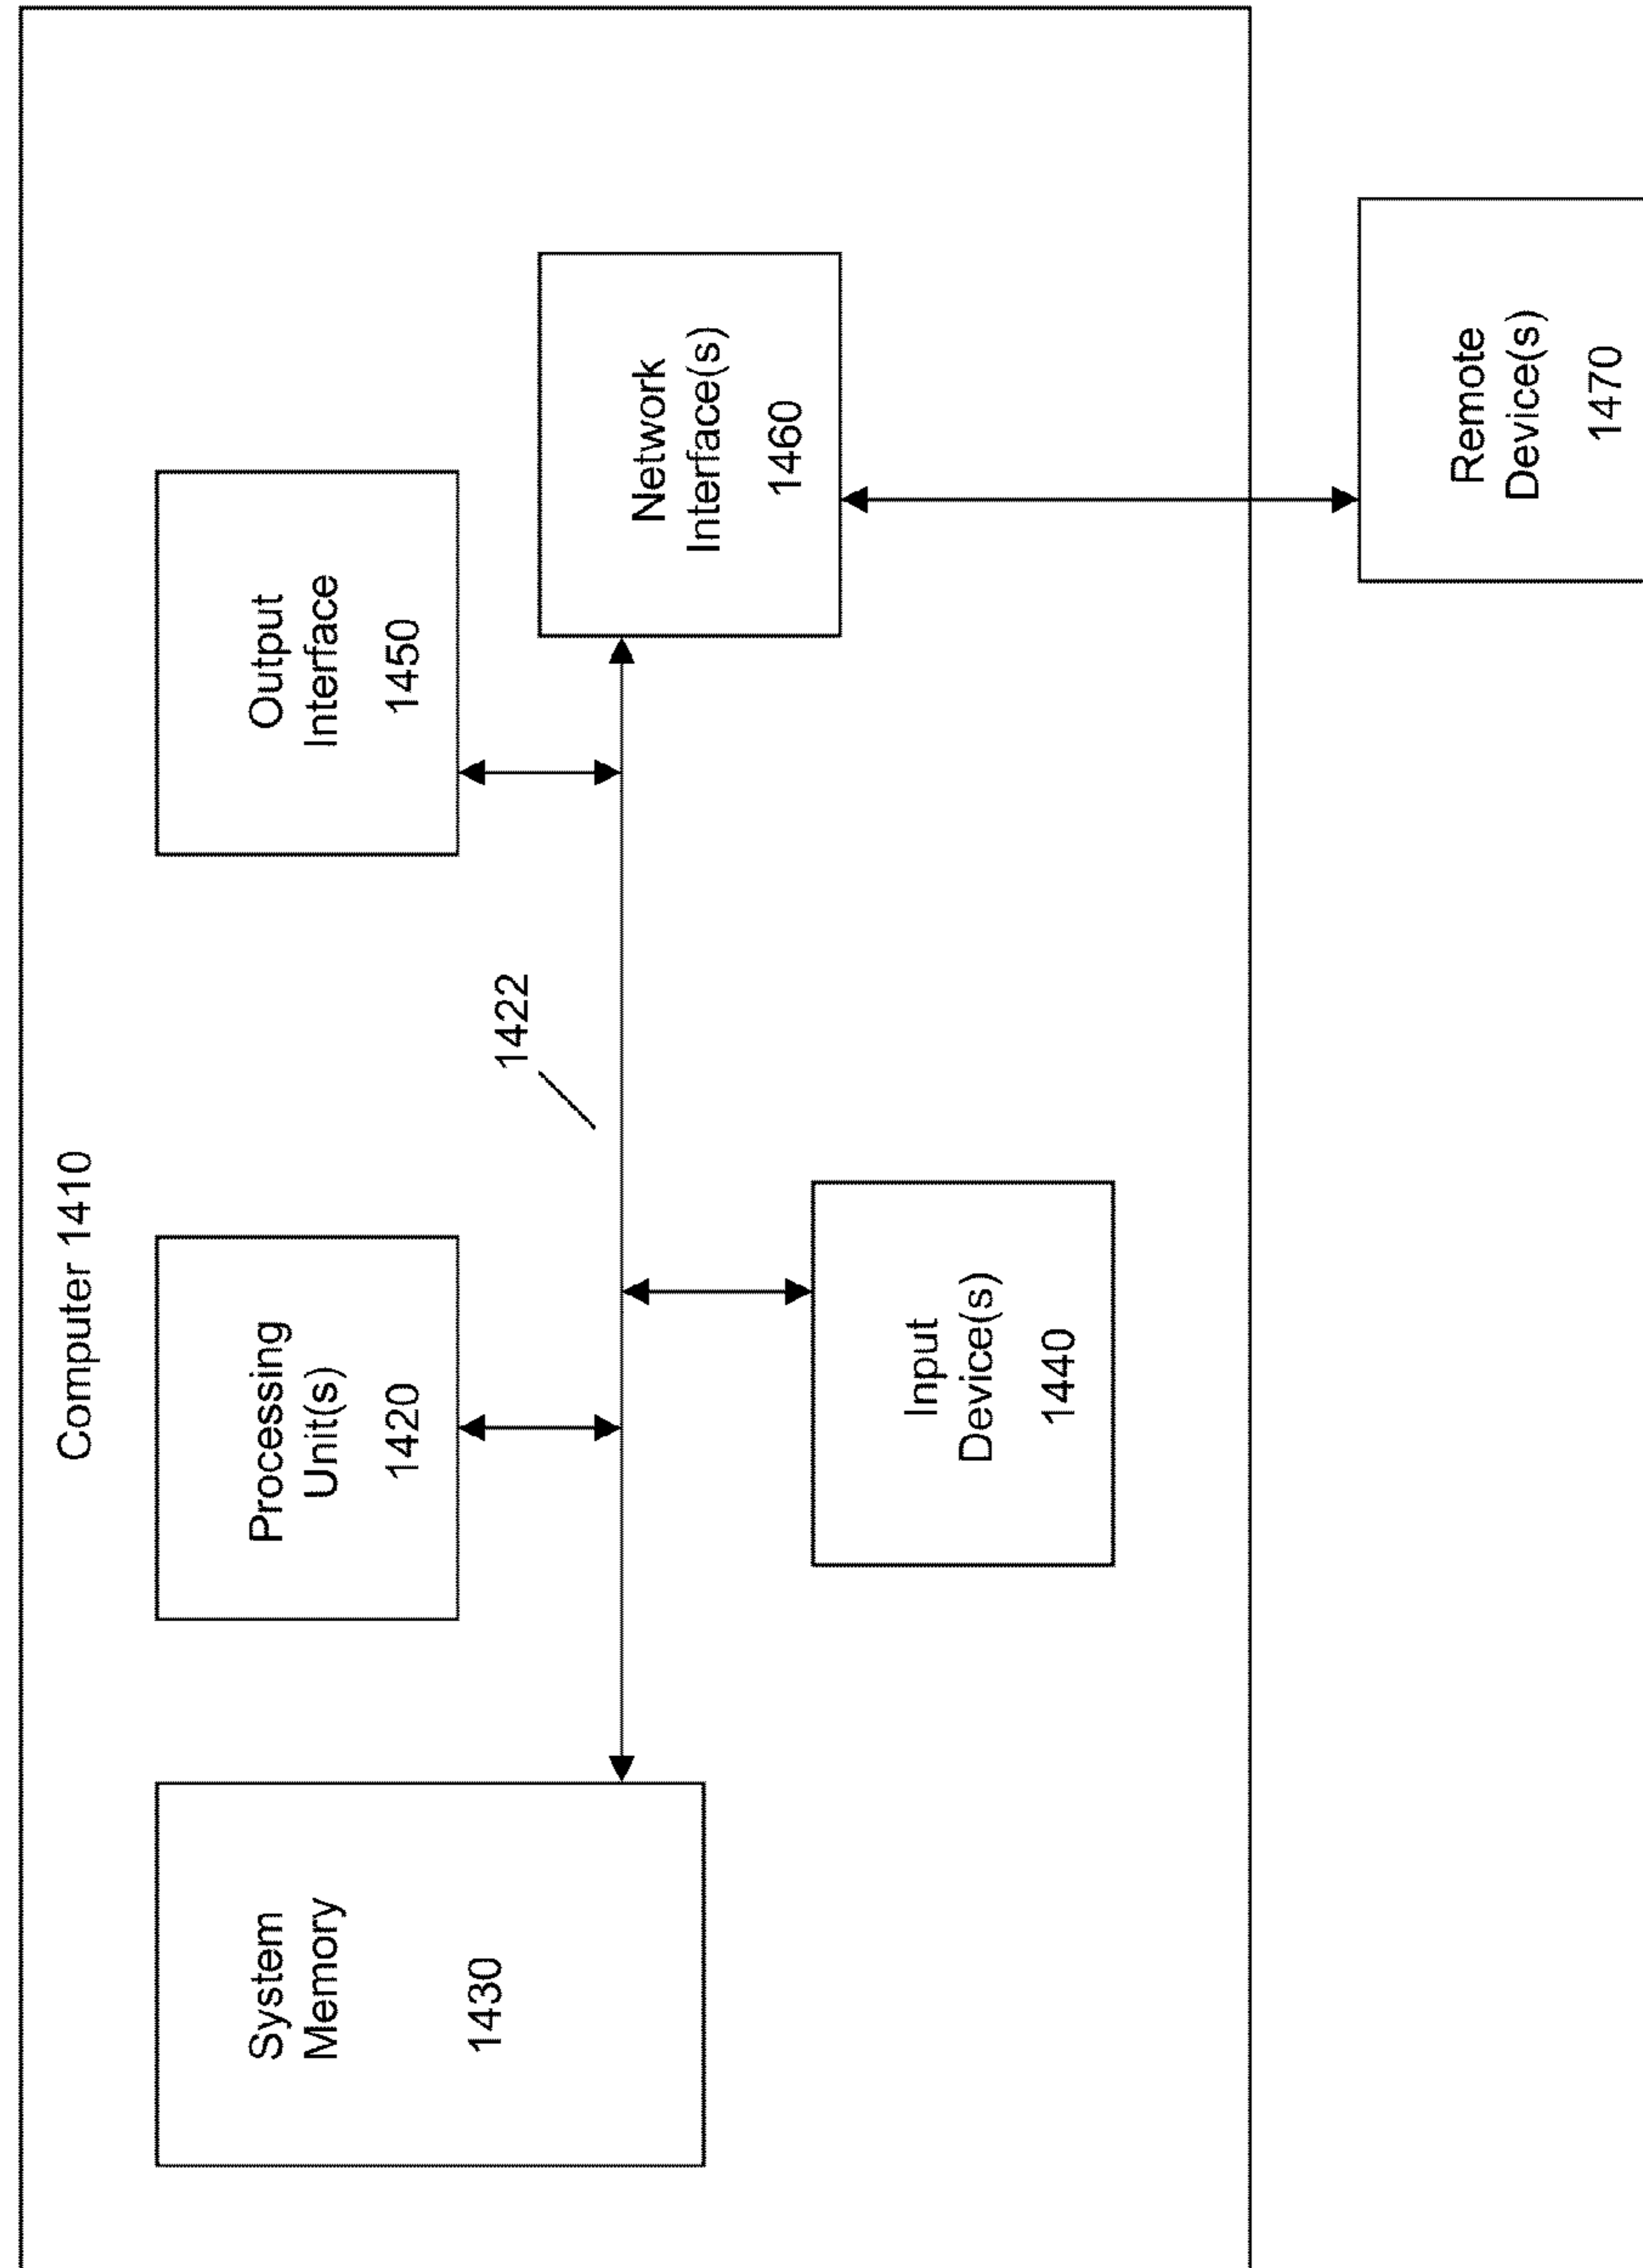 Computer 1410
System
Memory
1430
Processing
Unit(s)
1420
Output
Interface
1450
1422
Network
Interface(s)
1460
Input
Device(s)
1440
Remote
Device(s)
1470